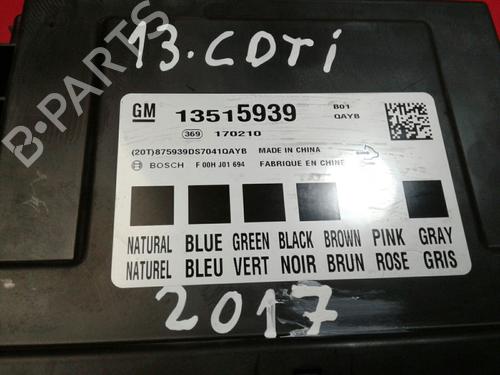 B-PARTS
13.CDTi
GM 13515939 B01
QAYB
369 170210
(20T)875939DS7041QAYB MADE IN CHINA
BOSCH F 00H J01 694 FABRIQUE EN CHINE
NATURAL BLUE GREEN BLACK BROWN PINK GRAY
NATUREL BLEU VERT NOIR BRUN ROSE GRIS
2017